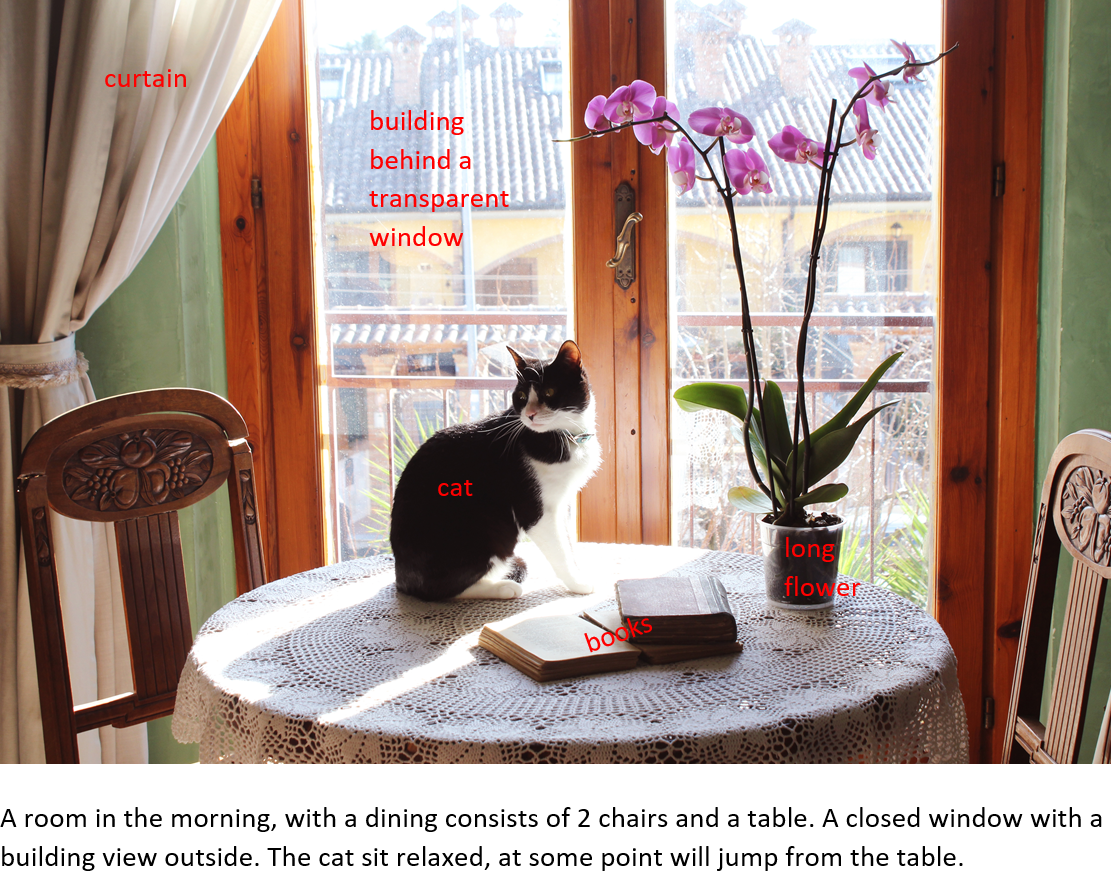 curtain
building
behind a
transparent
window
cat
long
flower
books
A room in the morning, with a dining consists of 2 chairs and a table. A closed window with a
building view outside. The cat sit relaxed, at some point will jump from the table.